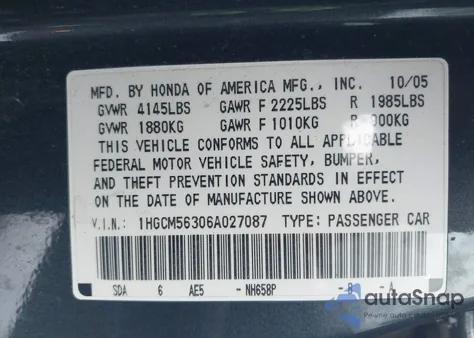 MFD. BY HONDA OF AMERICA MFG., INC. 10/05
GVWR 4145LBS GAWR F 2225LBS R 1985LBS
GVWR 1880KG GAWR F 1010KG R 900KG
THIS VEHICLE CONFORMS TO ALL APPLICABLE
FEDERAL MOTOR VEHICLE SAFETY, BUMPER,
AND THEFT PREVENTION STANDARDS IN EFFECT
ON THE DATE OF MANUFACTURE SHOWN ABOVE.
V.I.N.: 1HGCM56306A027087 TYPE: PASSENGER CAR
SDA 6 AE5 - NH658P - B - A
autoSnap